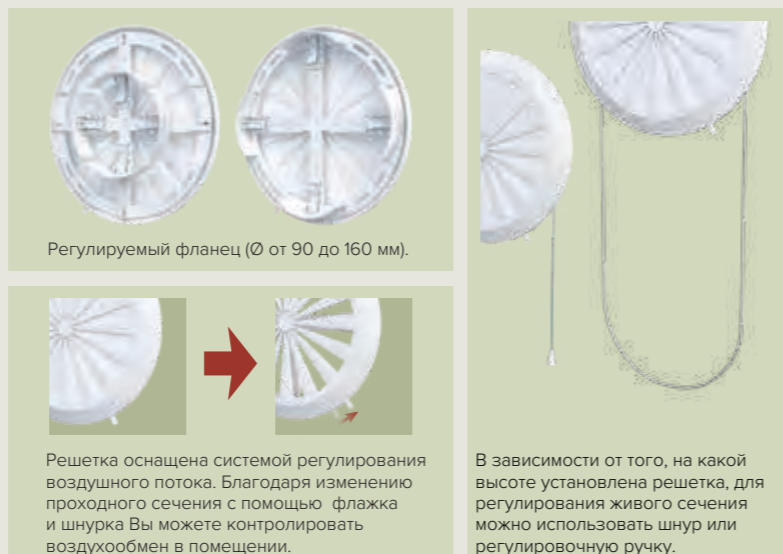 Регулируемый фланец (Ø от 90 до 160 мм).
Решетка оснащена системой регулирования
воздушного потока. Благодаря изменению
проходного сечения с помощью флажка
и шнурка Вы можете контролировать
воздухообмен в помещении.
В зависимости от того, на какой
высоте установлена решетка, для
регулирования живого сечения
можно использовать шнур или
регулировочную ручку.